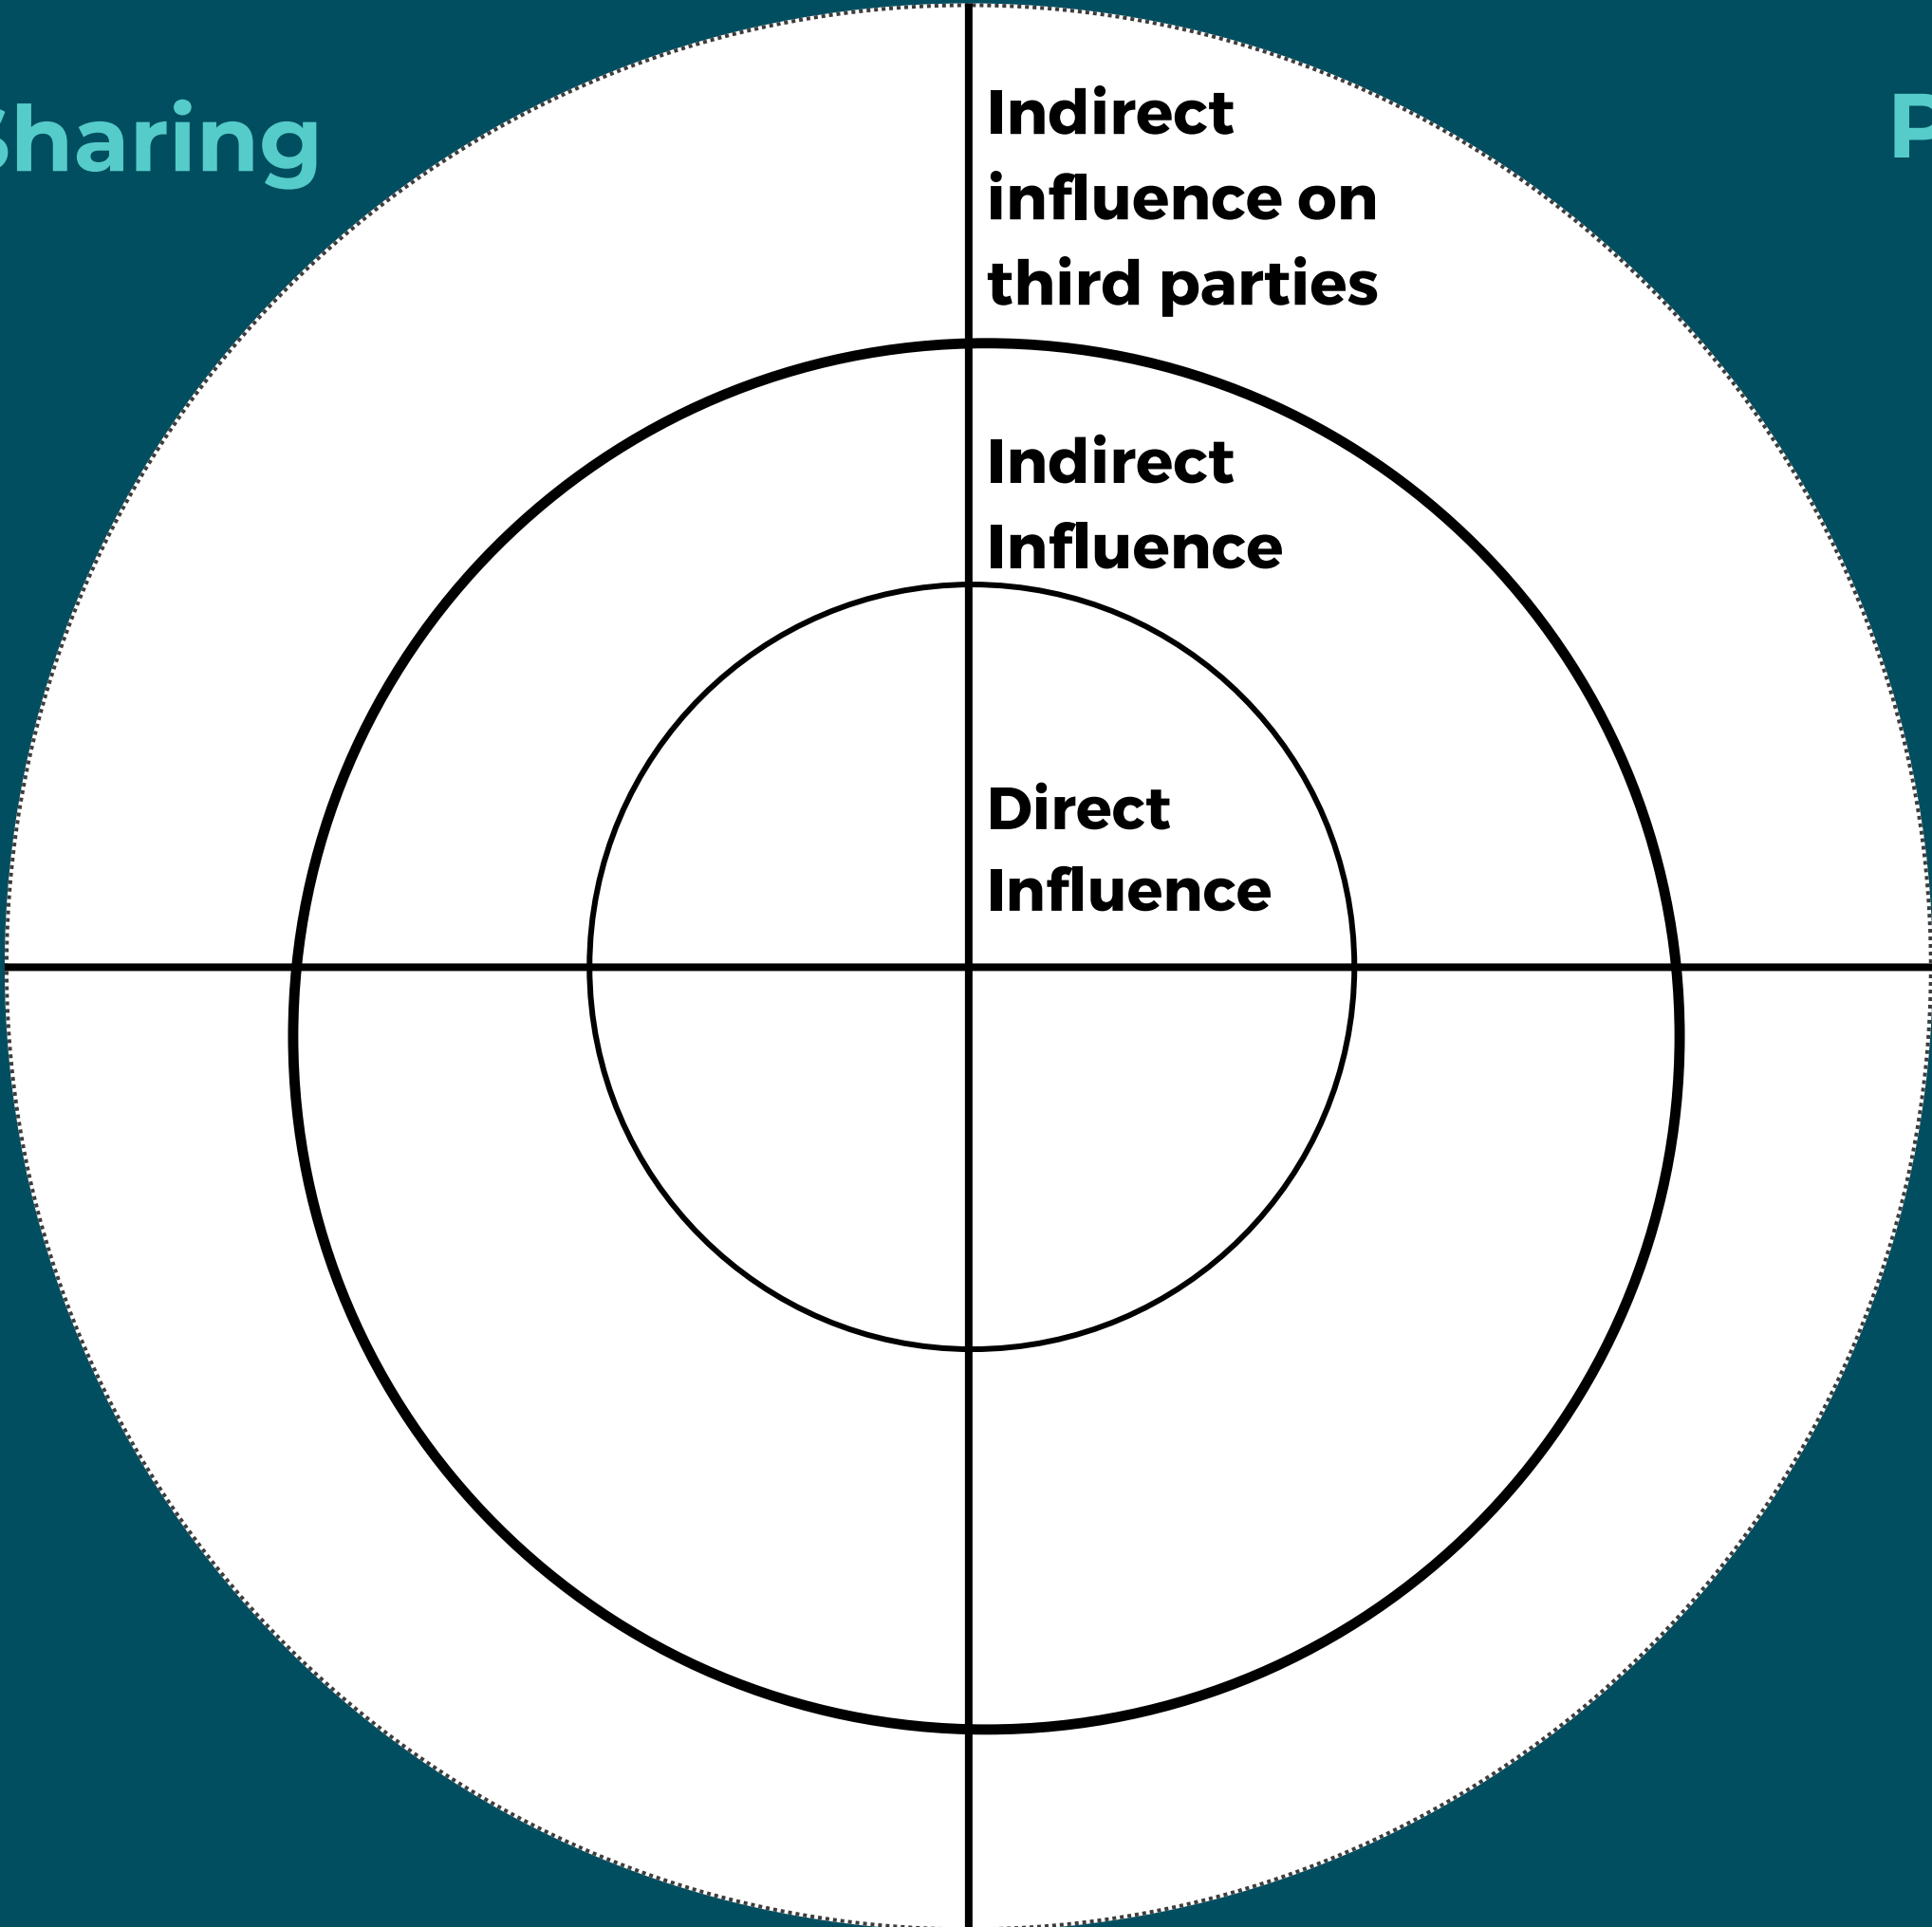 Sharing
P
Indirect
influence on
third parties
Indirect
Influence
Direct
Influence